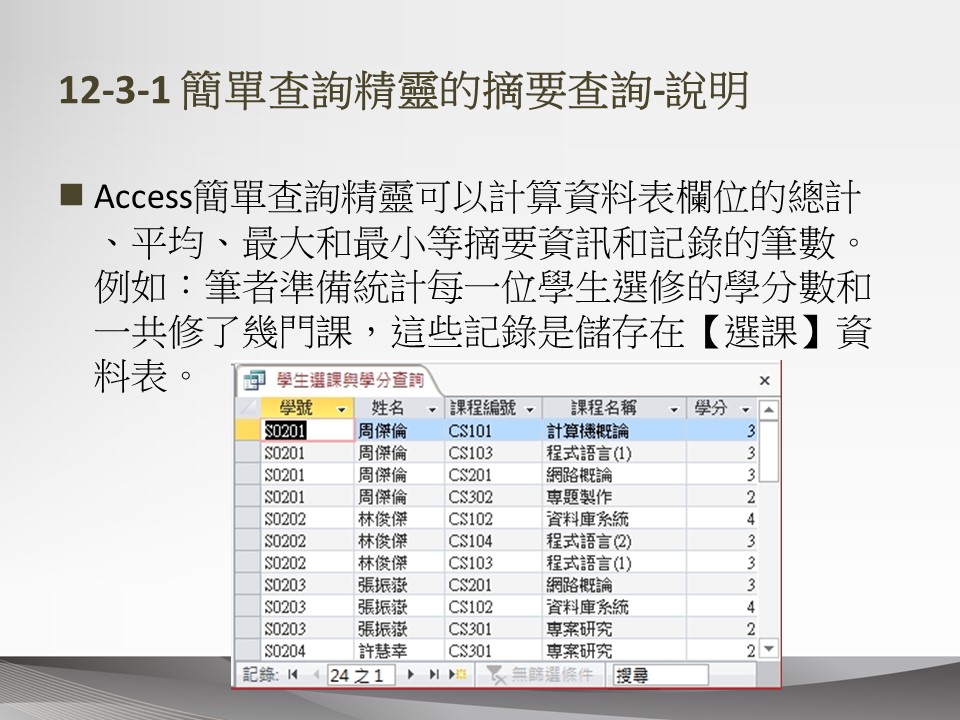 12-3-1 簡單查詢精靈的摘要查詢-說明
Access簡單查詢精靈可以計算資料表欄位的總計
、平均、最大和最小等摘要資訊和記錄的筆數。
例如：筆者準備統計每一位學生選修的學分數和
一共修了幾門課，這些記錄是儲存在【選課】資
料表。
學生選課與學分查詢
學號 姓名 課程編號 課程名稱 學分
S0201 周傑倫 CS101 計算機概論 3
S0201 周傑倫 CS103 程式語言(1) 3
S0201 周傑倫 CS201 網路概論 3
S0201 周傑倫 CS302 專題製作 2
S0202 林俊傑 CS102 資料庫系統 4
S0202 林俊傑 CS104 程式語言(2) 3
S0202 林俊傑 CS103 程式語言(1) 3
S0203 張振嶽 CS201 網路概論 3
S0203 張振嶽 CS102 資料庫系統 4
S0203 張振嶽 CS301 專案研究 2
S0204 許慧幸 CS301 專案研究 2
記錄: 24 之 1 無篩選條件 搜尋